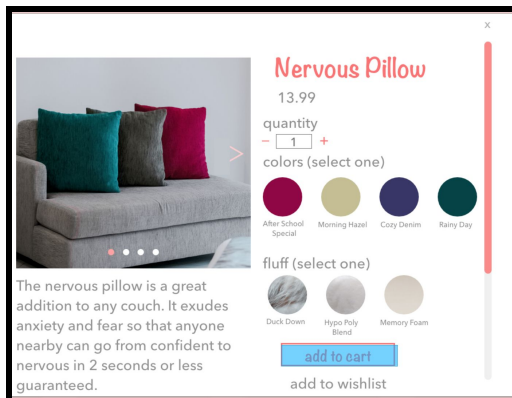 x
Nervous Pillow
13.99
quantity
− 1 +
colors (select one)
After School
Special
Morning Hazel
Cozy Denim
Rainy Day
fluff (select one)
Duck Down
Hypo Poly
Blend
Memory Foam
add to cart
add to wishlist
The nervous pillow is a great
addition to any couch. It exudes
anxiety and fear so that anyone
nearby can go from confident to
nervous in 2 seconds or less
guaranteed.